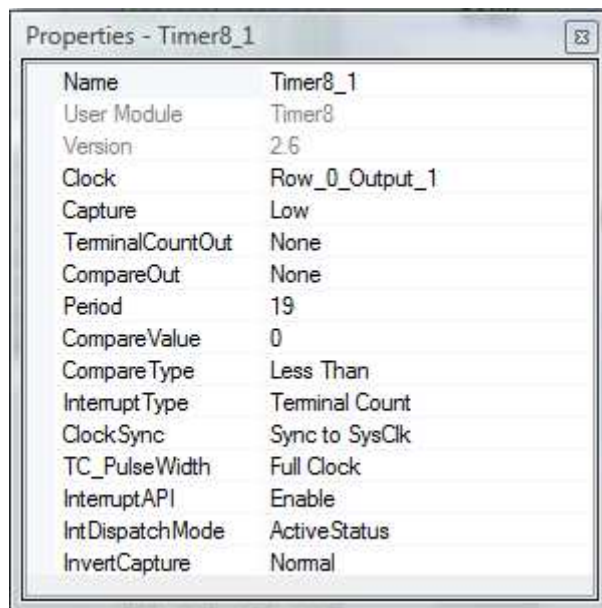 Properties - Timer8_1
Name Timer8_1
User Module Timer8
Version 2.6
Clock Row_0_Output_1
Capture Low
TerminalCountOut None
CompareOut None
Period 19
CompareValue 0
CompareType Less Than
InterruptType Terminal Count
ClockSync Sync to SysClk
TC_PulseWidth Full Clock
InterruptAPI Enable
IntDispatchMode ActiveStatus
InvertCapture Normal